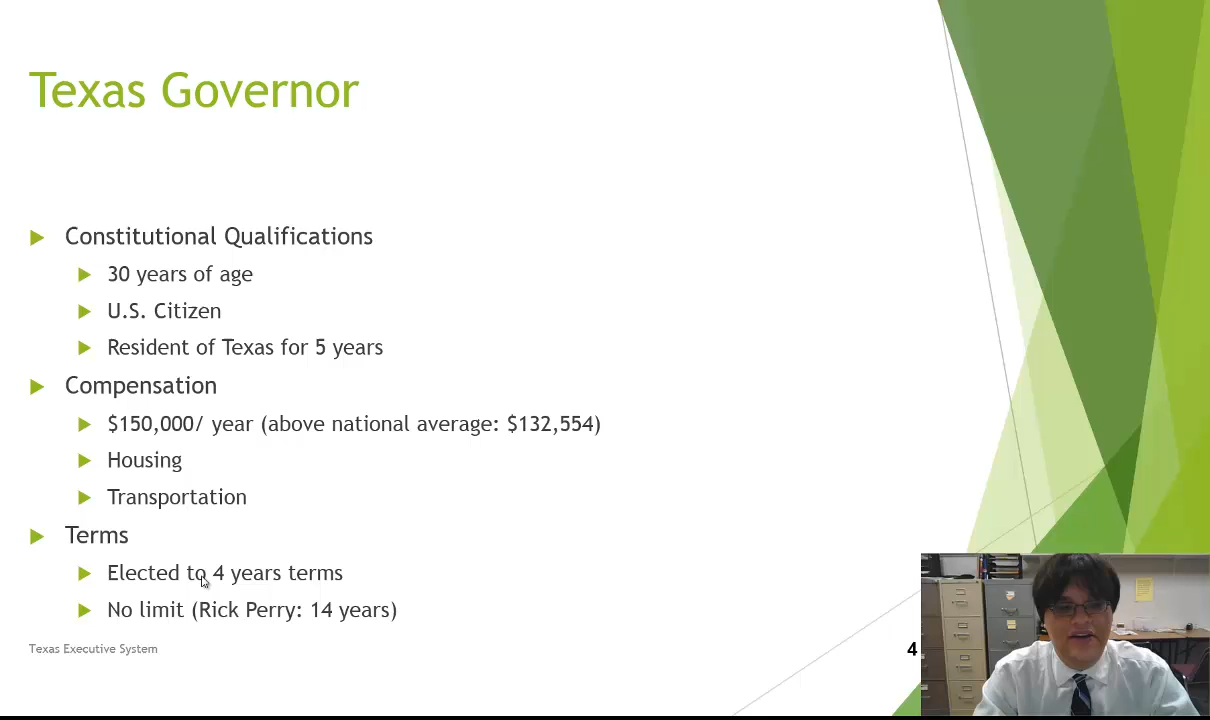 Texas Governor
Constitutional Qualifications
30 years of age
U.S. Citizen
Resident of Texas for 5 years
Compensation
$150,000/ year (above national average: $132,554)
Housing
Transportation
Terms
Elected to 4 years terms
No limit (Rick Perry: 14 years)
Texas Executive System
4